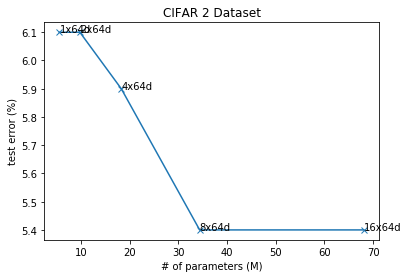 CIFAR 2 Dataset
6.1
6.0
5.9
5.8
5.7
5.6
5.5
5.4
test error (%)
1x64d
2x64d
4x64d
8x64d
16x64d
10 20 30 40 50 60 70
# of parameters (M)